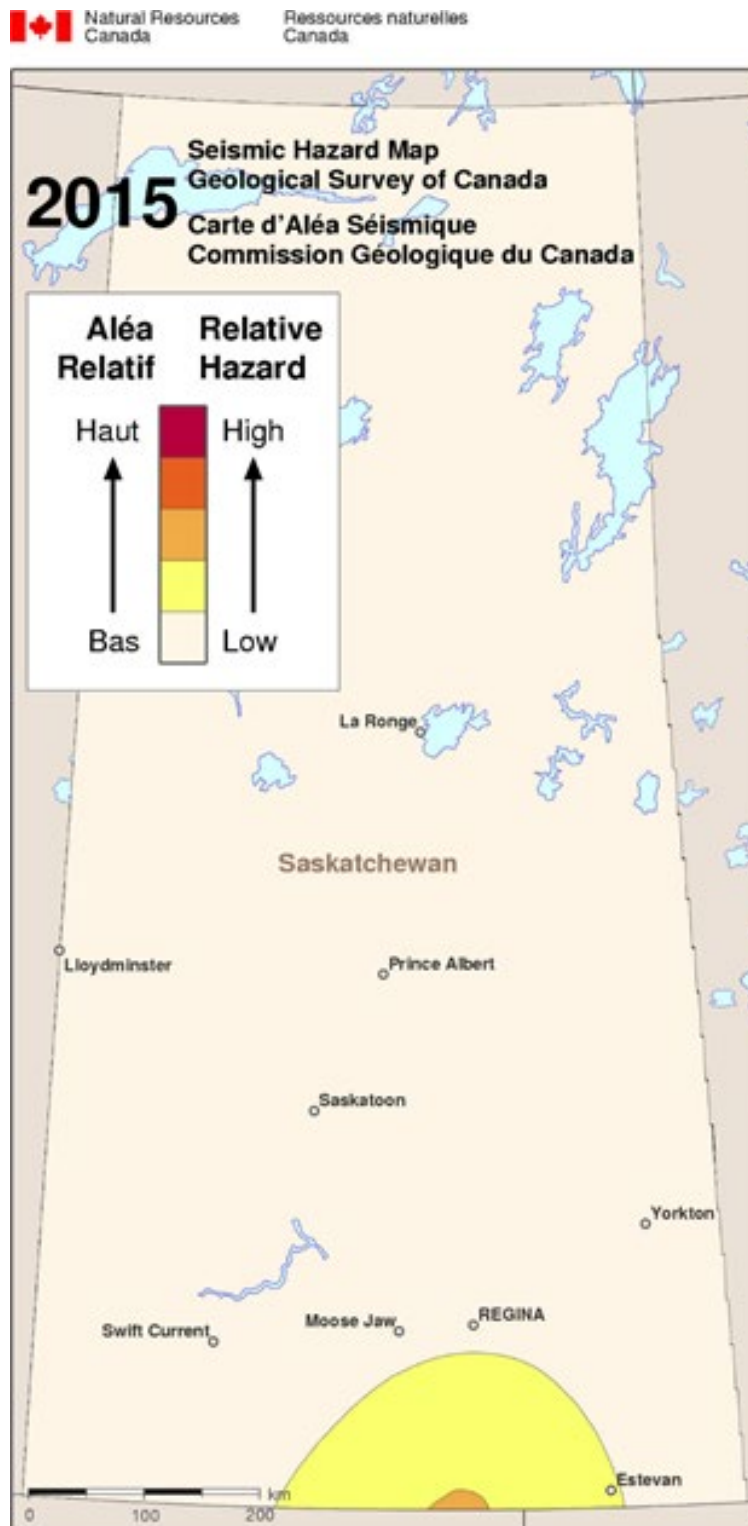 Natural Resources Ressources naturelles
Canada Canada
2015
Seismic Hazard Map
Geological Survey of Canada
Carte d'Aléa Séismique
Commission Géologique du Canada
Aléa Relative
Relatif Hazard
Haut High
Bas Low
La Ronge
Saskatchewan
Lloydminster
Prince Albert
Saskatoon
Yorkton
Swift Current
Moose Jaw
REGINA
Estevan
km
0 100 200